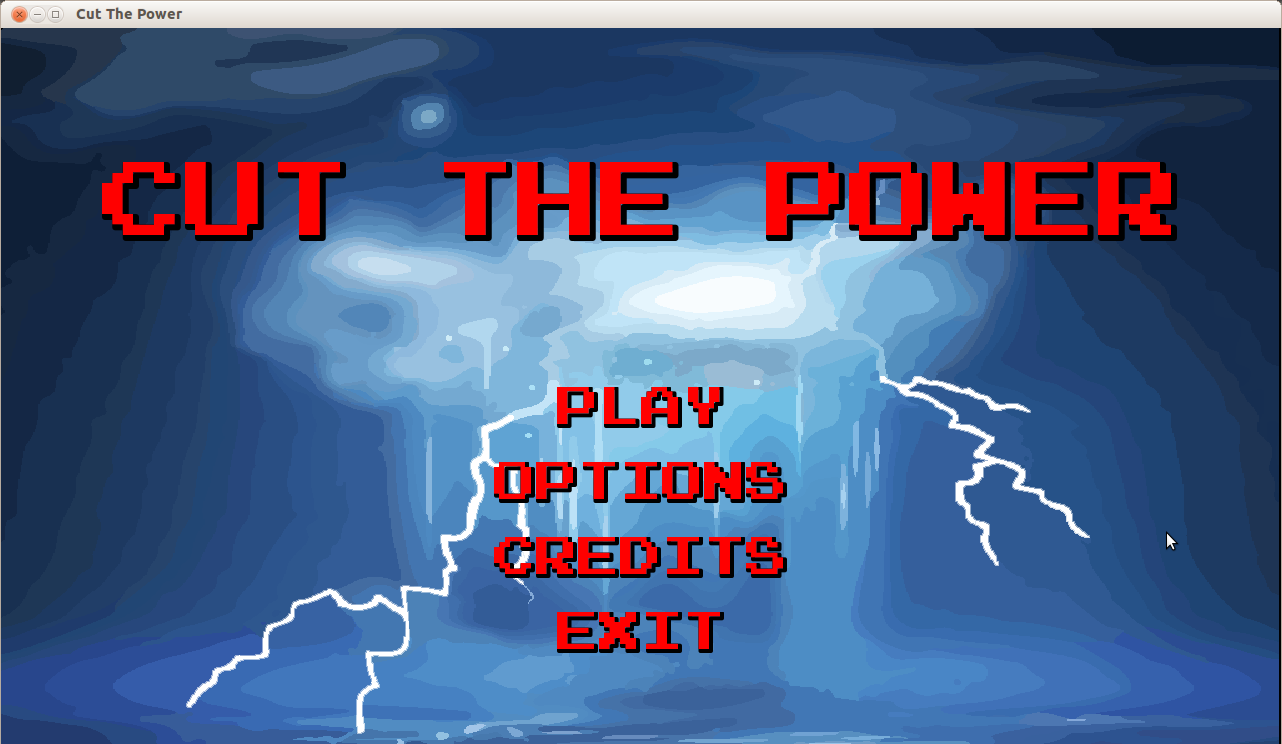 Cut The Power
CUT THE POWER
PLAY
OPTIONS
CREDITS
EXIT